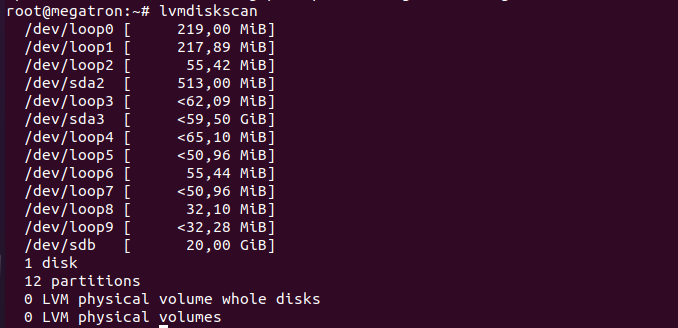 root@megatron:~# lvmdiskscan
  /dev/loop0 [     219,00 MiB]
  /dev/loop1 [     217,89 MiB]
  /dev/loop2 [      55,42 MiB]
  /dev/sda2  [     513,00 MiB]
  /dev/loop3 [     <62,09 MiB]
  /dev/sda3  [     <59,50 GiB]
  /dev/loop4 [     <65,10 MiB]
  /dev/loop5 [     <50,96 MiB]
  /dev/loop6 [      55,44 MiB]
  /dev/loop7 [     <50,96 MiB]
  /dev/loop8 [      32,10 MiB]
  /dev/loop9 [     <32,28 MiB]
  /dev/sdb   [      20,00 GiB]
  1 disk
  12 partitions
  0 LVM physical volume whole disks
  0 LVM physical volumes